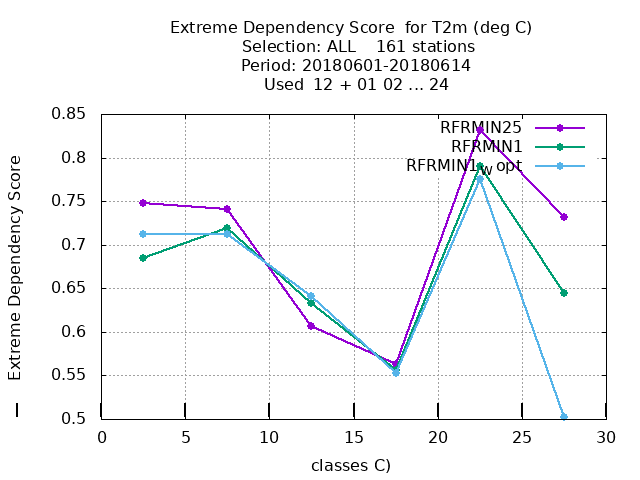 Extreme Dependency Score  for T2m (deg C)
Selection: ALL    161 stations
Period: 20180601-20180614
Used  12 + 01 02 ... 24
Extreme Dependency Score
0.85
0.8
0.75
0.7
0.65
0.6
0.55
0.5
RFRMIN25
RFRMIN1
RFRMIN1w opt
0
5
10
15
20
25
30
classes C)